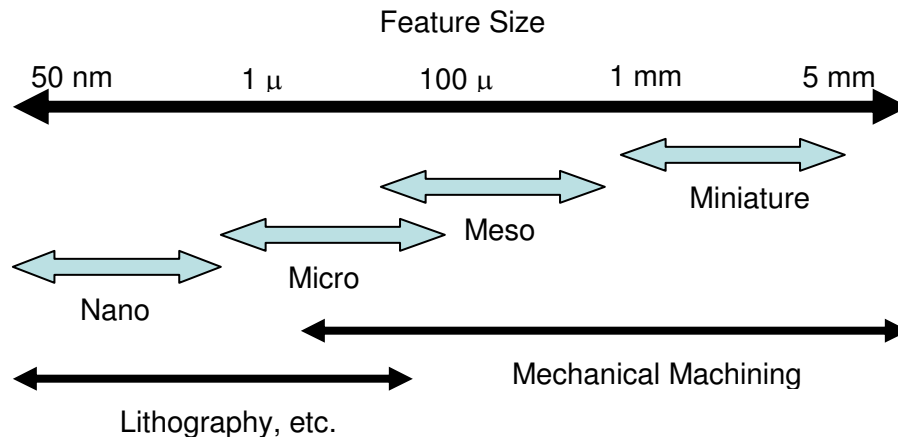 Feature Size
50 nm 1 μ 100 μ 1 mm 5 mm
Miniature
Meso
Micro
Nano
Mechanical Machining
Lithography, etc.